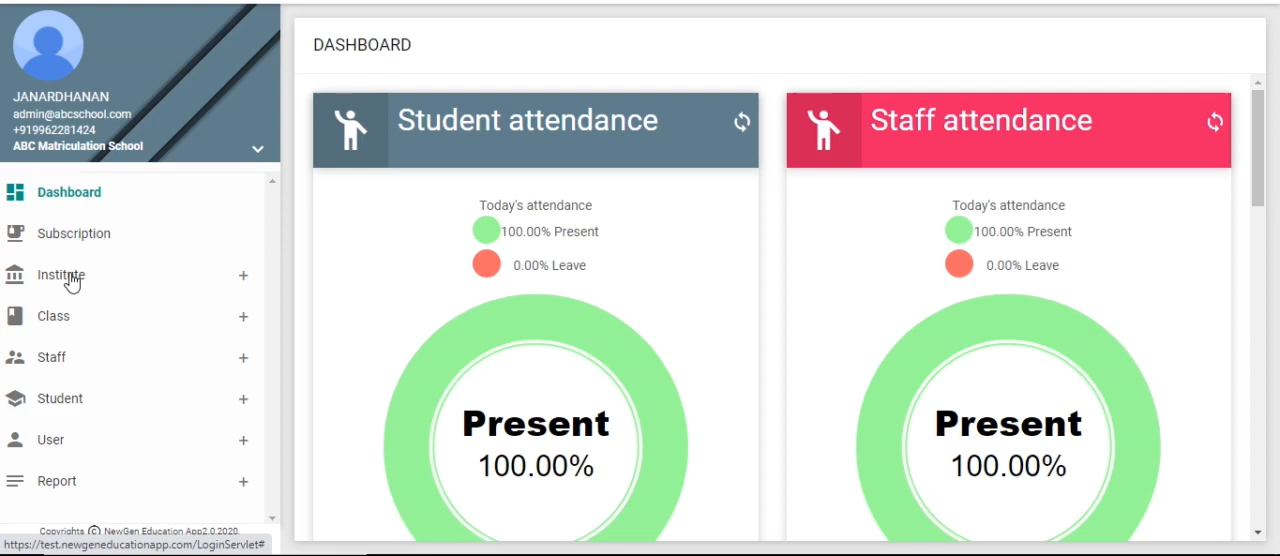 JANARDHANAN
admin@abcschool.com
+919962281424
ABC Matriculation School
Dashboard
Subscription
Institute +
Class +
Staff +
Student +
User +
Report +
Copyrights © NewGen Education App2.0.2020.
https://test.newgeneducationapp.com/LoginServlet#
DASHBOARD
Student attendance
Today's attendance
100.00% Present
0.00% Leave
Present
100.00%
Staff attendance
Today's attendance
100.00% Present
0.00% Leave
Present
100.00%